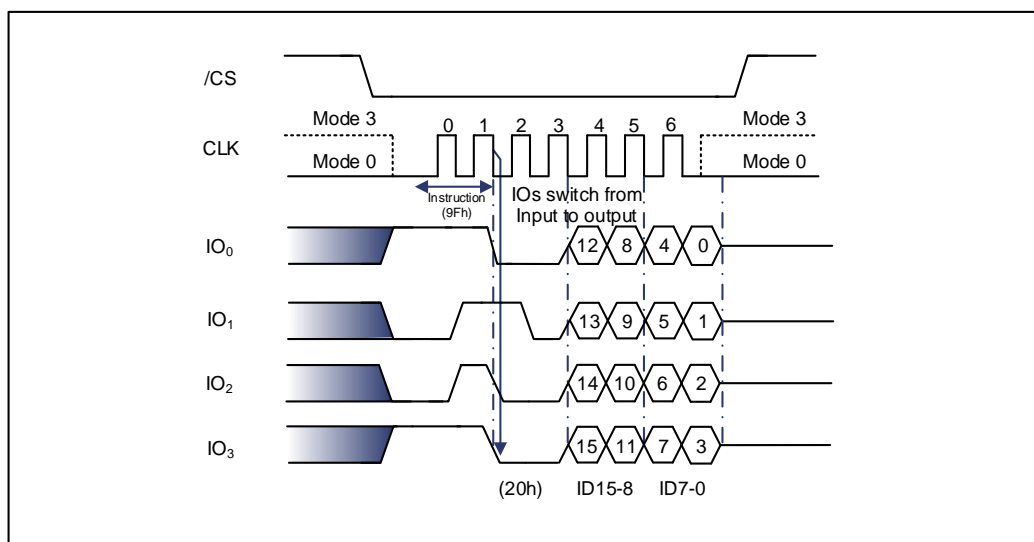 /CS
Mode 3
0 1 2 3 4 5 6
Mode 3
CLK
Mode 0
Mode 0
Instruction
(9Fh)
IOs switch from
Input to output
IO0
12 8 4 0
IO1
13 9 5 1
IO2
14 10 6 2
IO3
15 11 7 3
(20h) ID15-8 ID7-0